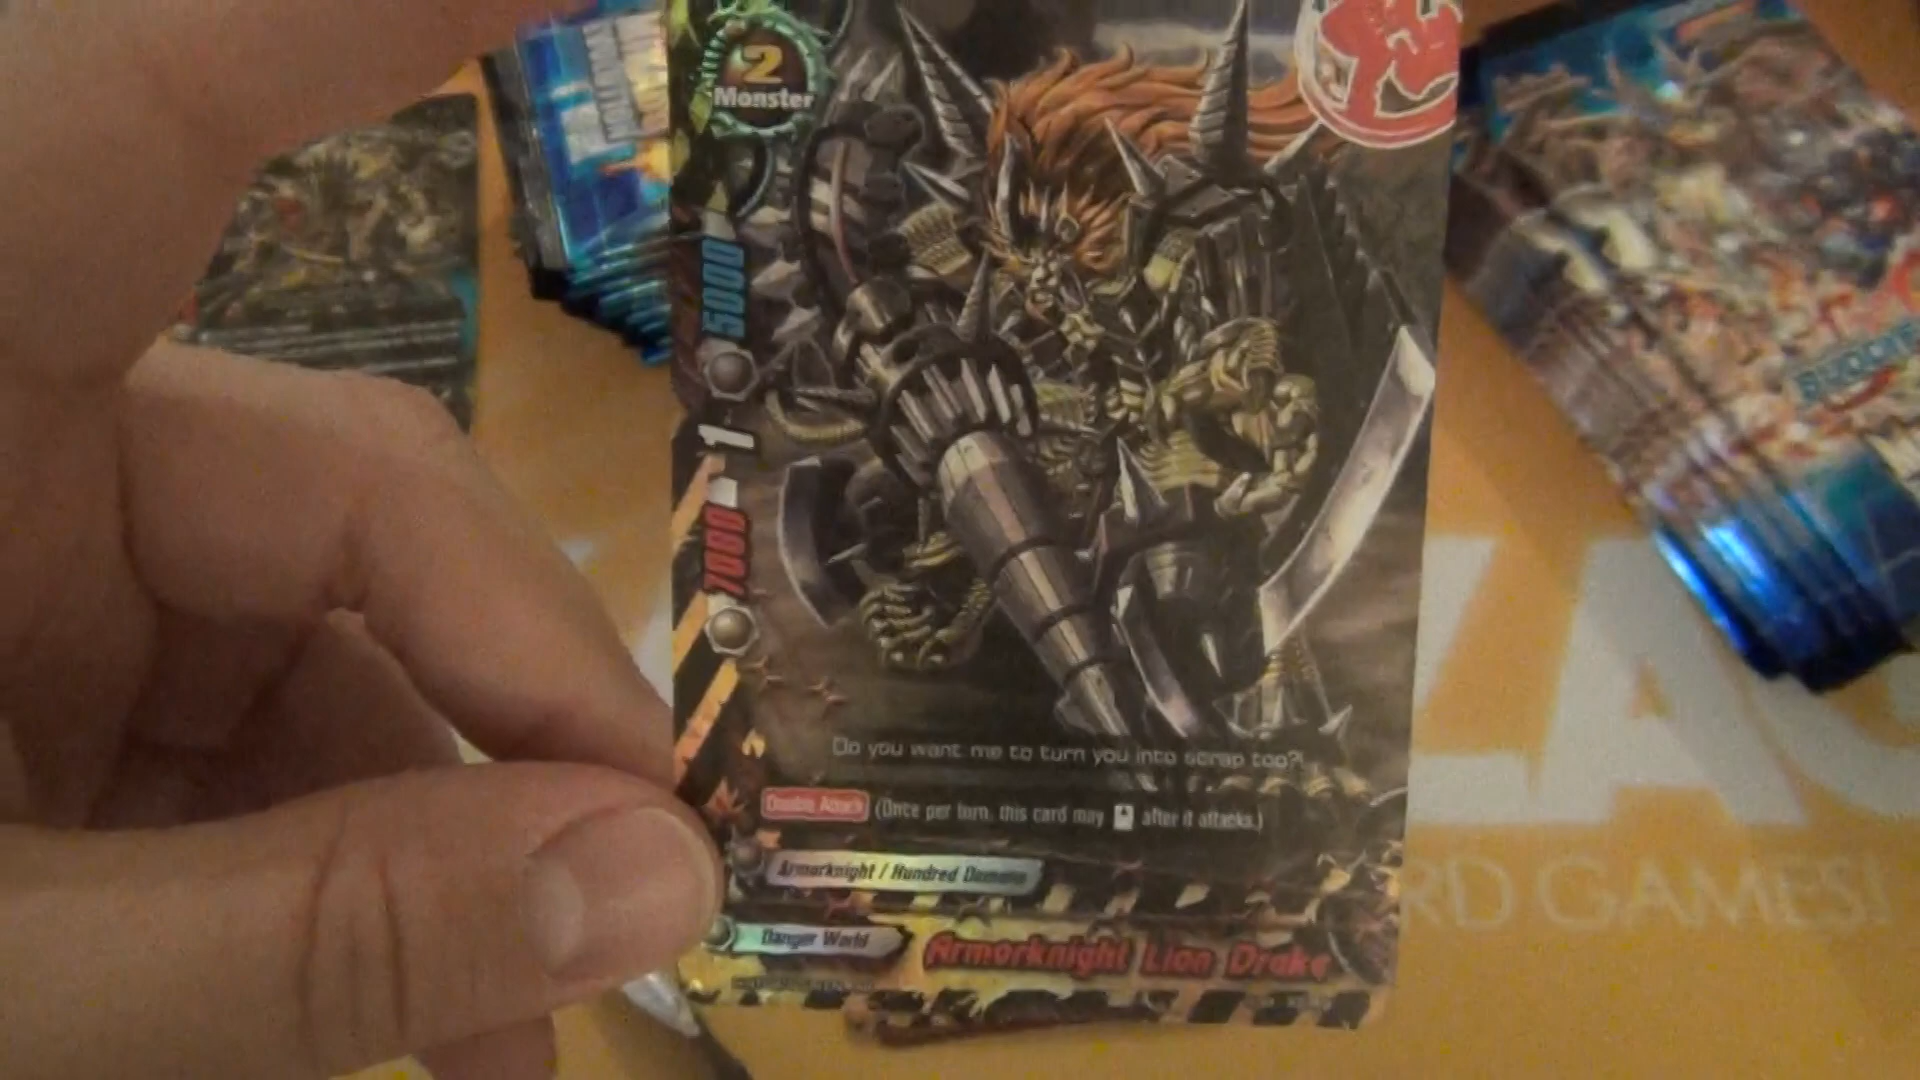 2
Monster
5000
1
7000
Do you want me to turn you into scrap too?!
Double Attack (Once per turn, this card may after it attacks.)
Armorknight / Hundred Demons
Danger World
Armorknight Lion Drake
RD GAMES!